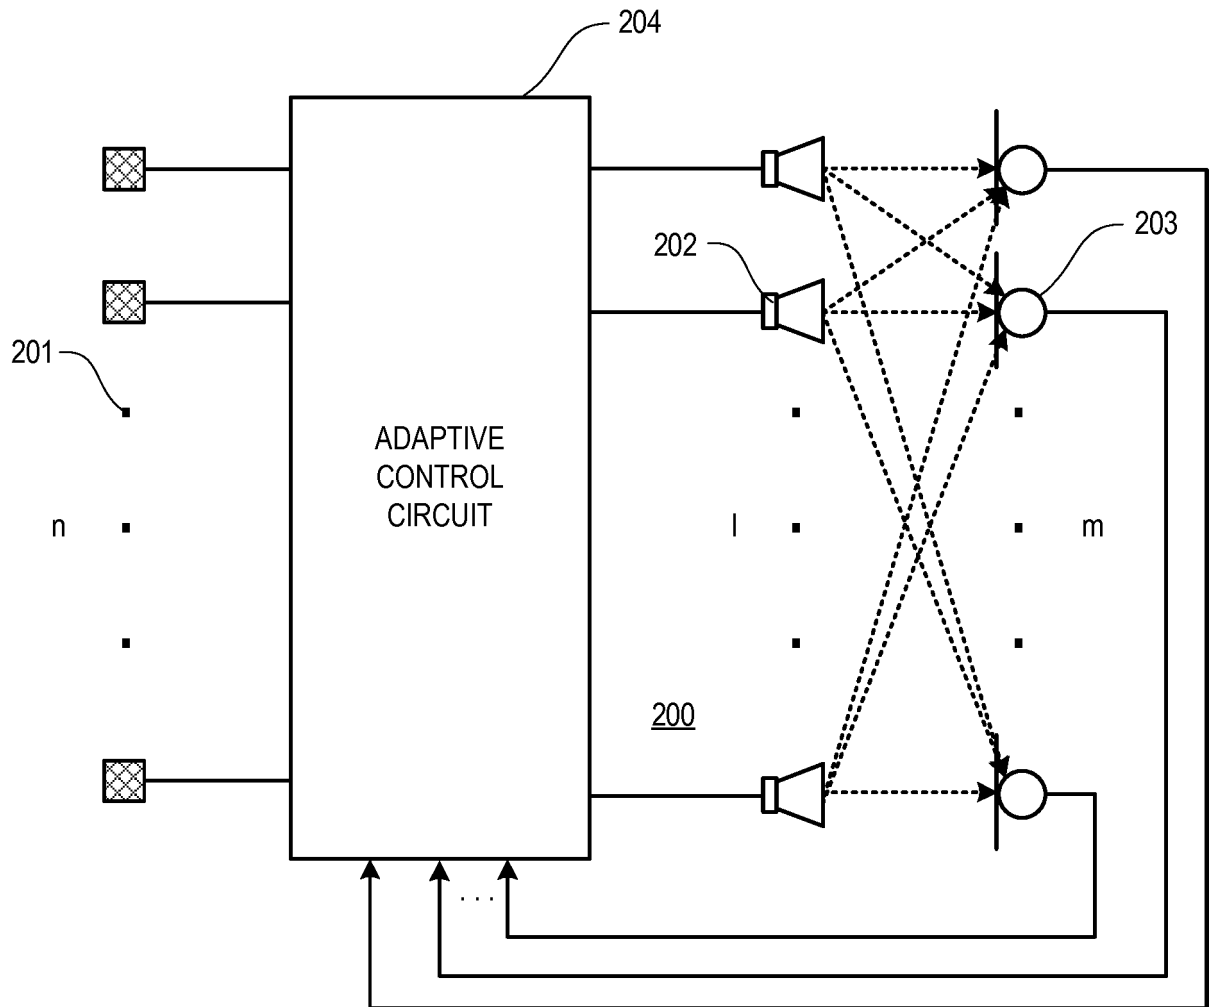 204
202
203
201
ADAPTIVE
CONTROL
CIRCUIT
n
l
m
200
. . .